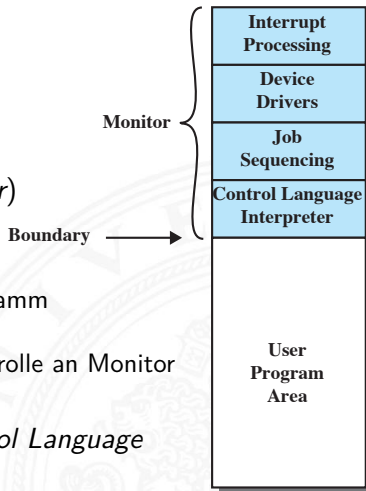 Interrupt
Processing
Device
Drivers
Monitor
Job
Sequencing
r)
Control Language
Interpreter
Boundary
amm
rolle an Monitor
User
Program
Area
ol Language